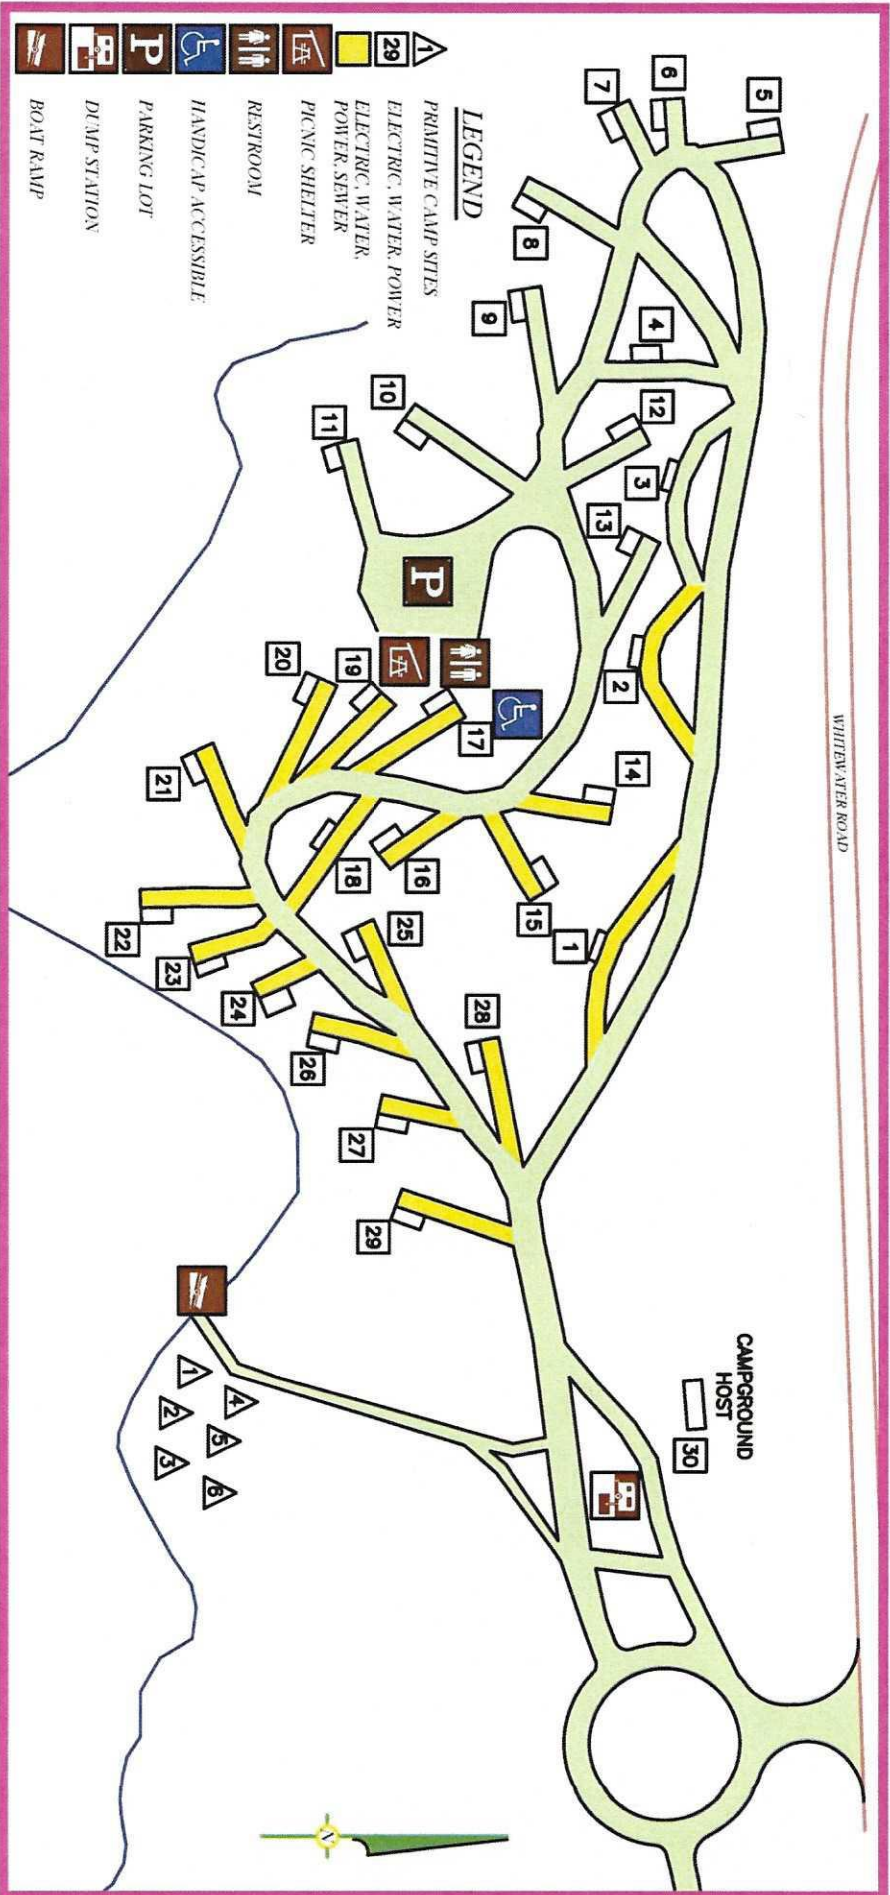 WHITEWATER ROAD
5
6
7
8
4
9
12
3
10
11
13
P
2
20
19
17
14
21
18
16
15
1
22
23
24
25
28
26
27
29
CAMPGROUND
HOST
30
1
4
2
5
3
6
N
LEGEND
1 PRIMITIVE CAMP SITES
29 ELECTRIC, WATER, POWER
ELECTRIC, WATER,
POWER, SEWER
PICNIC SHELTER
RESTROOM
HANDICAP ACCESSIBLE
P PARKING LOT
DUMP STATION
BOAT RAMP